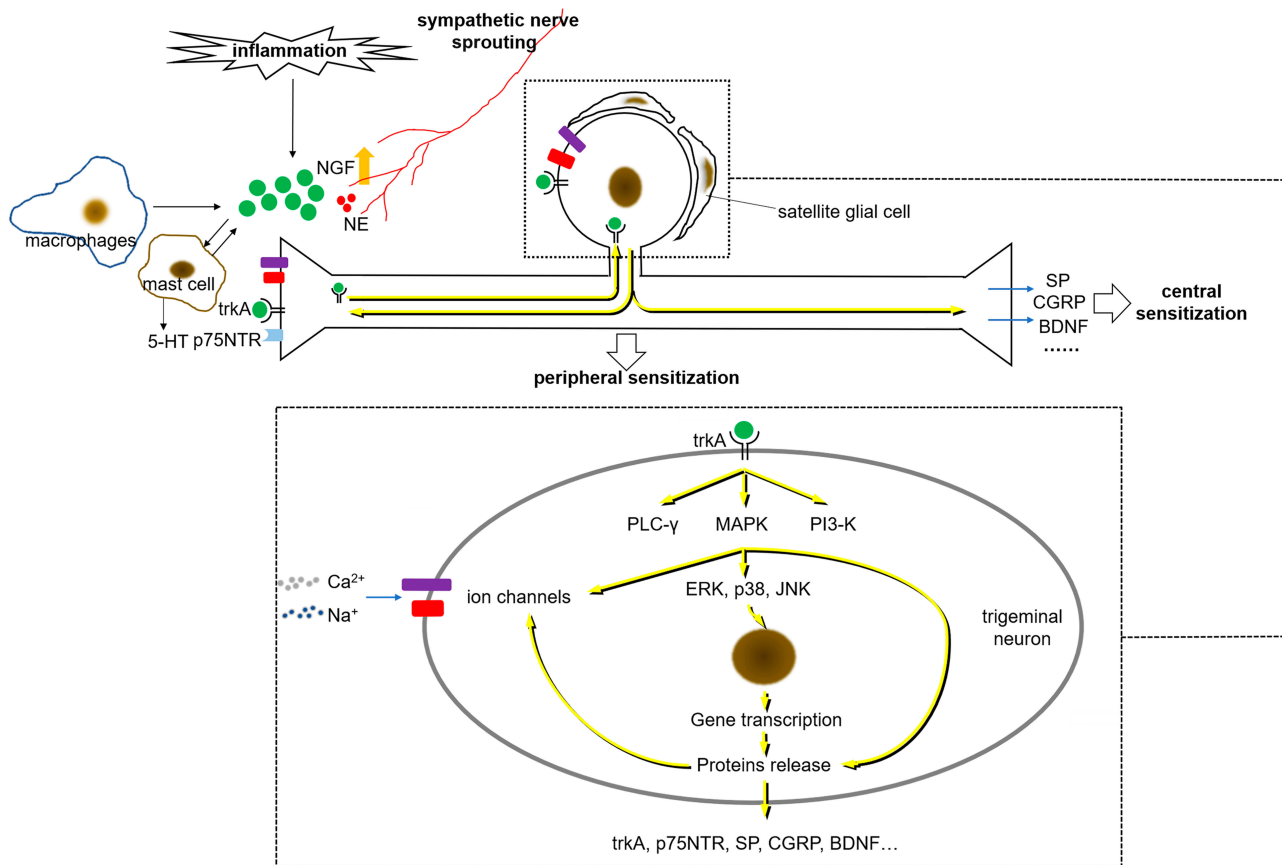 sympathetic nerve
sprouting
inflammation
NGF
NE
macrophages
mast cell
trkA
5-HT p75NTR
satellite glial cell
SP
CGRP
BDNF
......
central
sensitization
peripheral sensitization
trkA
PLC-γ MAPK PI3-K
Ca²⁺
Na⁺
ion channels
ERK, p38, JNK
trigeminal
neuron
Gene transcription
Proteins release
trkA, p75NTR, SP, CGRP, BDNF...